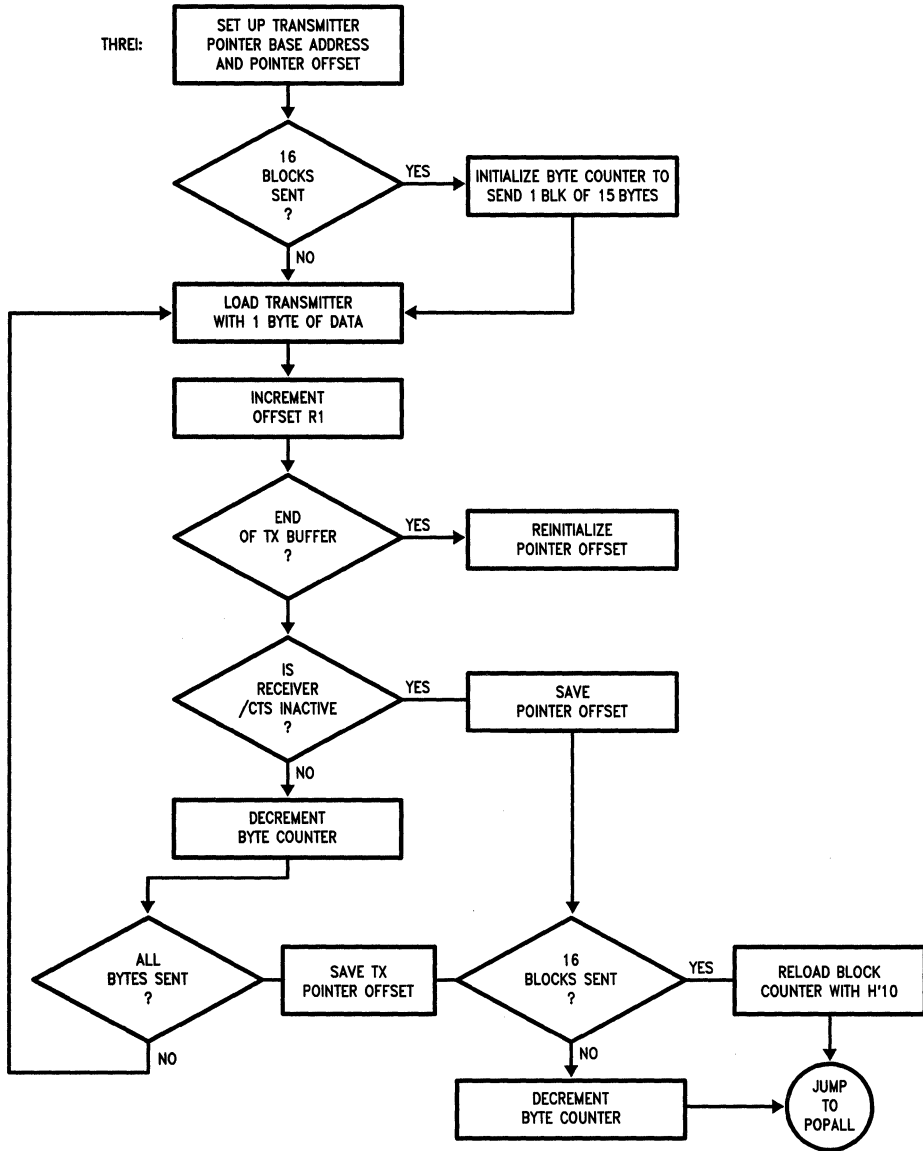 THREI:
SET UP TRANSMITTER
POINTER BASE ADDRESS
AND POINTER OFFSET
16
BLOCKS
SENT
?
YES
INITIALIZE BYTE COUNTER TO
SEND 1 BLK OF 15 BYTES
NO
LOAD TRANSMITTER
WITH 1 BYTE OF DATA
INCREMENT
OFFSET R1
END
OF TX BUFFER
?
YES
REINITIALIZE
POINTER OFFSET
IS
RECEIVER
/CTS INACTIVE
?
YES
SAVE
POINTER OFFSET
NO
DECREMENT
BYTE COUNTER
ALL
BYTES SENT
?
NO
SAVE TX
POINTER OFFSET
16
BLOCKS SENT
?
YES
RELOAD BLOCK
COUNTER WITH H'10
NO
DECREMENT
BYTE COUNTER
JUMP
TO
POPALL